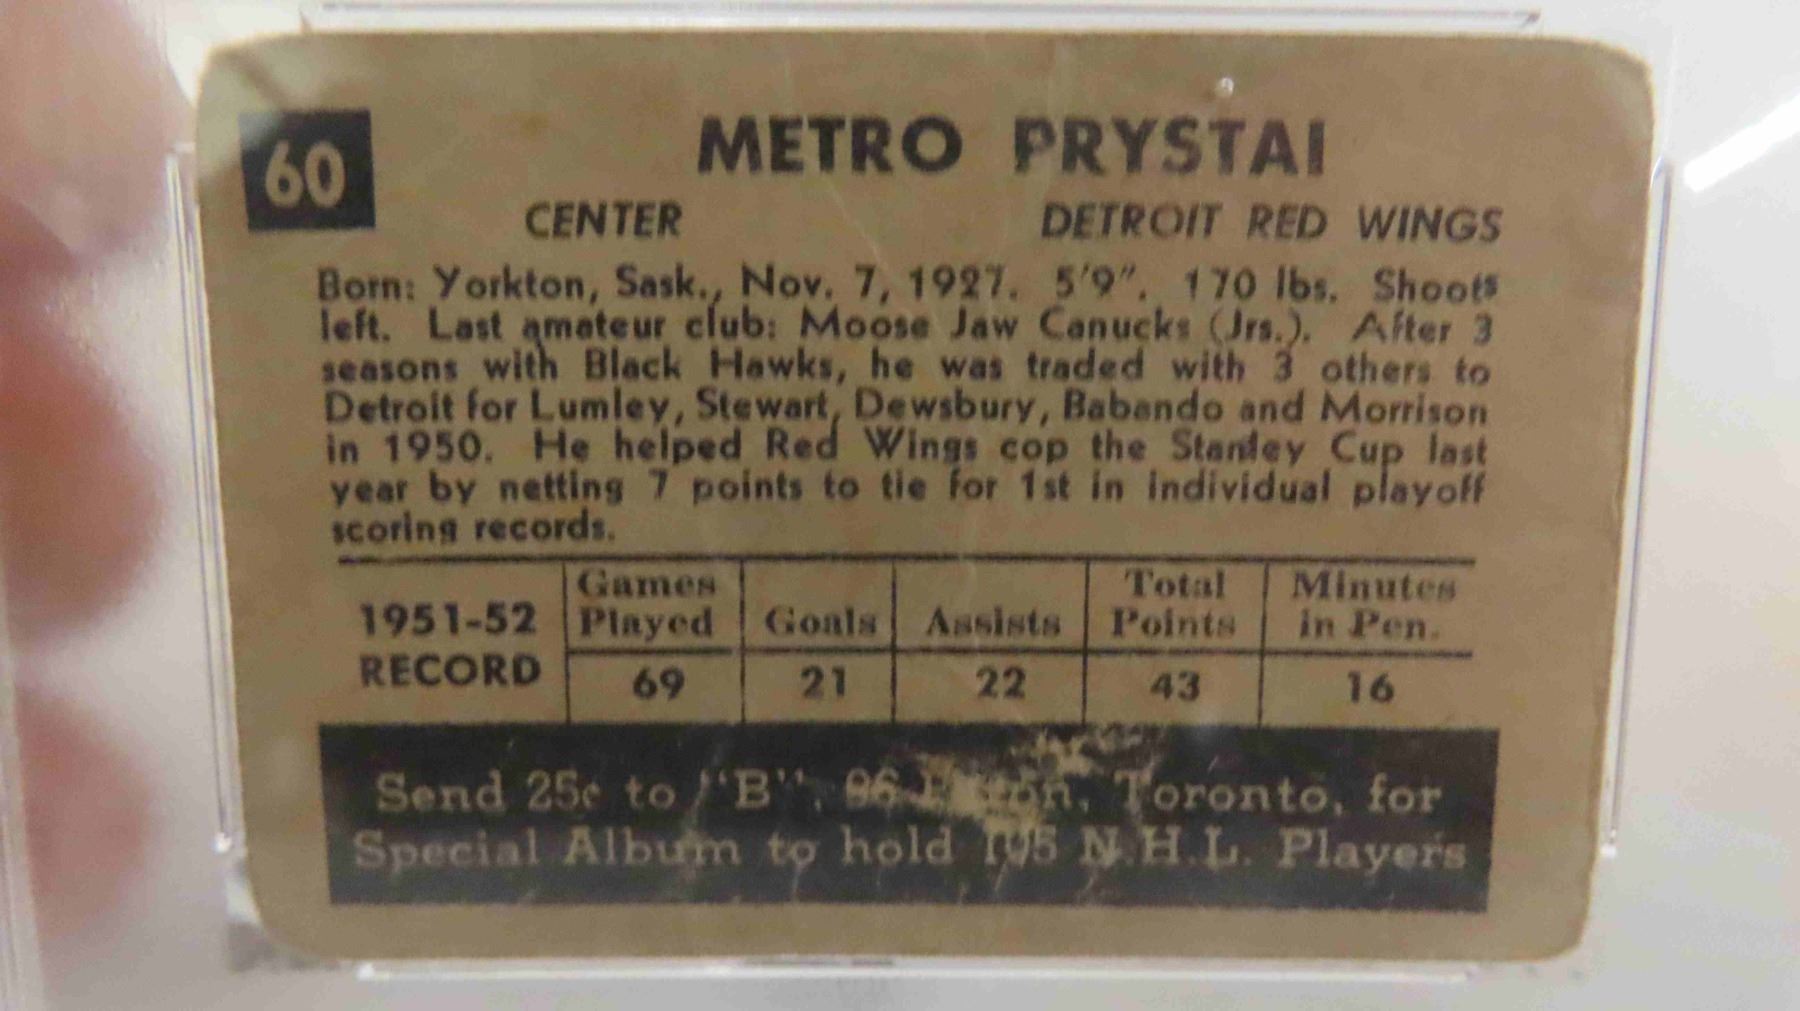 60
METRO PRYSTAI
CENTER DETROIT RED WINGS
Born: Yorkton, Sask., Nov. 7, 1927. 5'9". 170 lbs. Shoots
left. Last amateur club: Moose Jaw Canucks (Jrs.). After 3
seasons with Black Hawks, he was traded with 3 others to
Detroit for Lumley, Stewart, Dewsbury, Babando and Morrison
in 1950. He helped Red Wings cop the Stanley Cup last
year by netting 7 points to tie for 1st in individual playoff
scoring records.
1951-52 RECORD
Games Played Goals Assists Total Points Minutes in Pen.
69 21 22 43 16
Send 25¢ to "B", 96 Toronto, for
Special Album to hold 105 N.H.L. Players